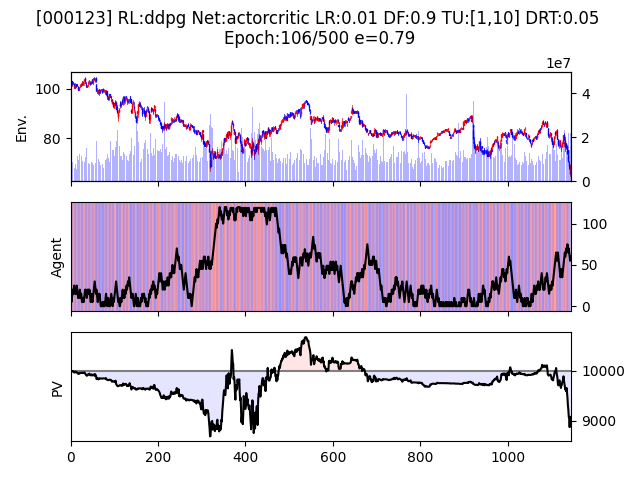 [000123] RL:ddpg Net:actorcritic LR:0.01 DF:0.9 TU:[1,10] DRT:0.05
Epoch:106/500 e=0.79
1e7
Env.
100
80
4
2
0
Agent
100
50
0
PV
10000
9000
0 200 400 600 800 1000